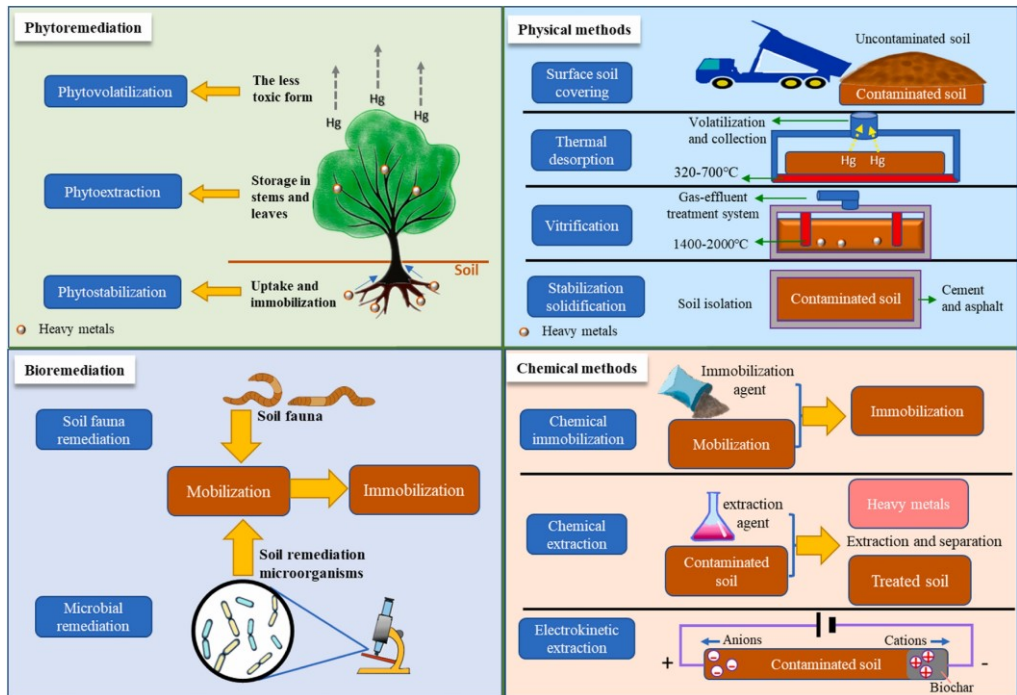 Phytoremediation
Phytovolatilization
The less
toxic form
Hg
Hg
Hg
Phytoextraction
Storage in
stems and
leaves
Soil
Phytostabilization
Uptake and
immobilization
Heavy metals
Physical methods
Surface soil
covering
Uncontaminated soil
Contaminated soil
Thermal
desorption
Volatilization
and collection
Hg Hg
320-700℃
Vitrification
Gas-effluent
treatment system
1400-2000℃
Stabilization
solidification
Soil isolation
Contaminated soil
Cement
and asphalt
Heavy metals
Bioremediation
Soil fauna
remediation
Soil fauna
Mobilization
Immobilization
Soil remediation
microorganisms
Microbial
remediation
Chemical methods
Chemical
immobilization
Immobilization
agent
Mobilization
Immobilization
Chemical
extraction
extraction
agent
Contaminated
soil
Heavy metals
Extraction and separation
Treated soil
Electrokinetic
extraction
Anions
Cations
+
Contaminated soil
-
Biochar